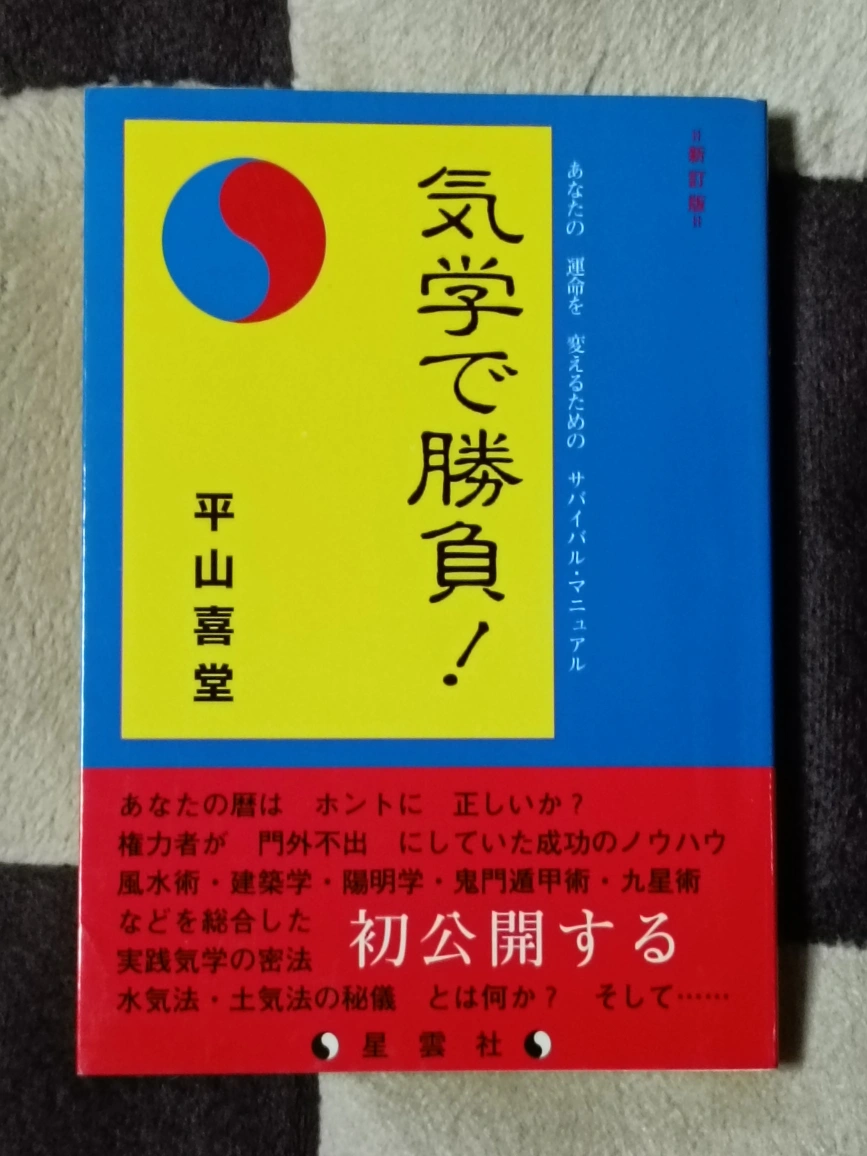 =新訂版=
あなたの 運命を 変えるための サバイバル・マニュアル
気学で勝負!
平山喜堂
あなたの暦は ホントに 正しいか?
権力者が 門外不出 にしていた成功のノウハウ
風水術・建築学・陽明学・鬼門遁甲術・九星術
などを総合した
実践気学の密法
初公開する
水気法・土気法の秘儀 とは何か? そして……
星雲社